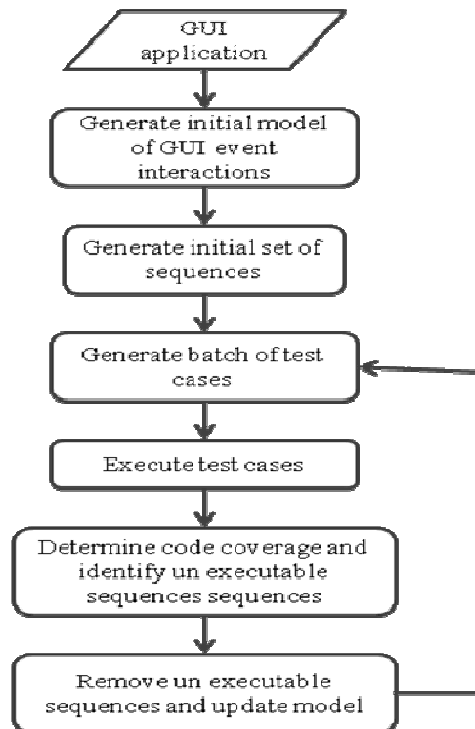 GUI
application
Generate initial model
of GUI event
interactions
Generate initial set of
sequences
Generate batch of test
cases
Execute test cases
Determine code coverage and
identify un executable
sequences sequences
Remove un executable
sequences and update model